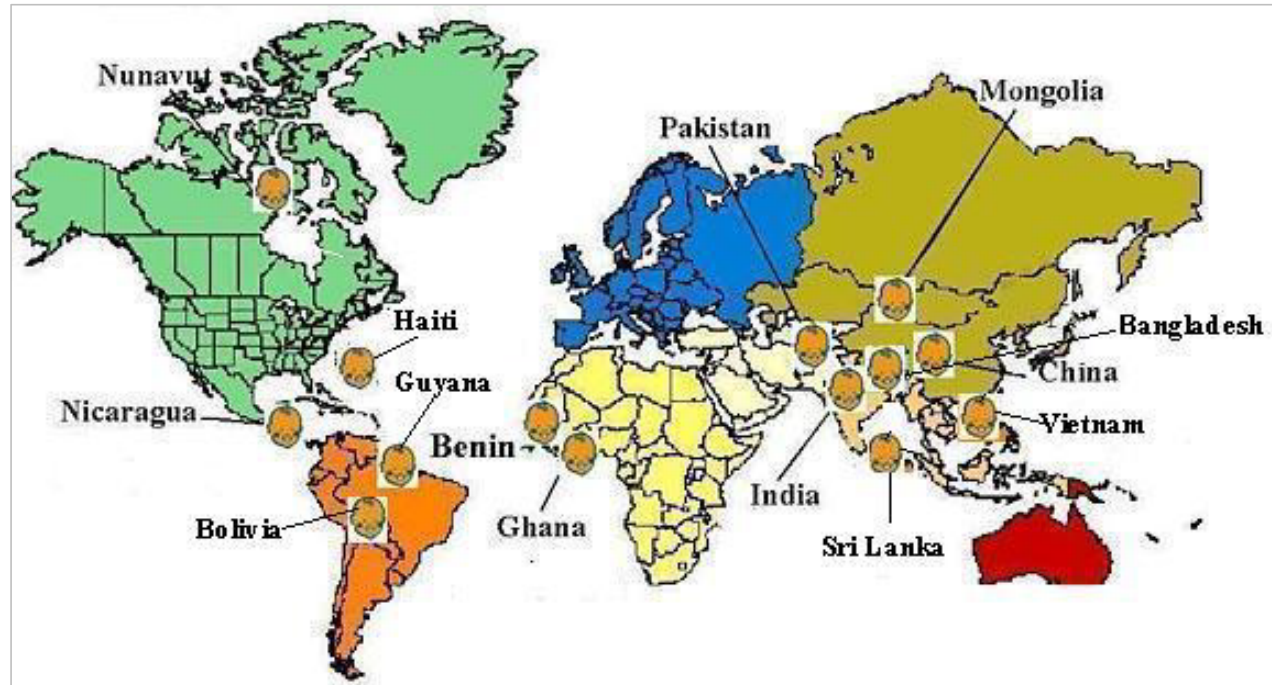 Nunavut
Mongolia
Pakistan
Haiti
Bangladesh
Guyana
China
Nicaragua
Vietnam
Benin
India
Bolivia
Ghana
Sri Lanka